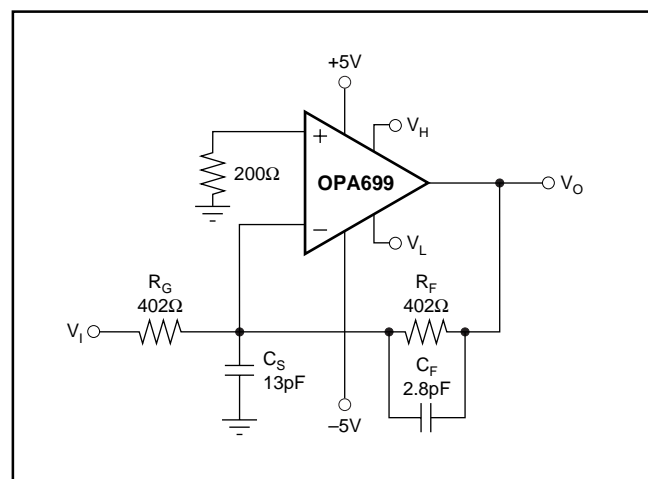 +5V
+
V_H
200Ω
OPA699
V_O
−
V_L
R_G
402Ω
R_F
402Ω
V_I
C_S
13pF
C_F
2.8pF
−5V